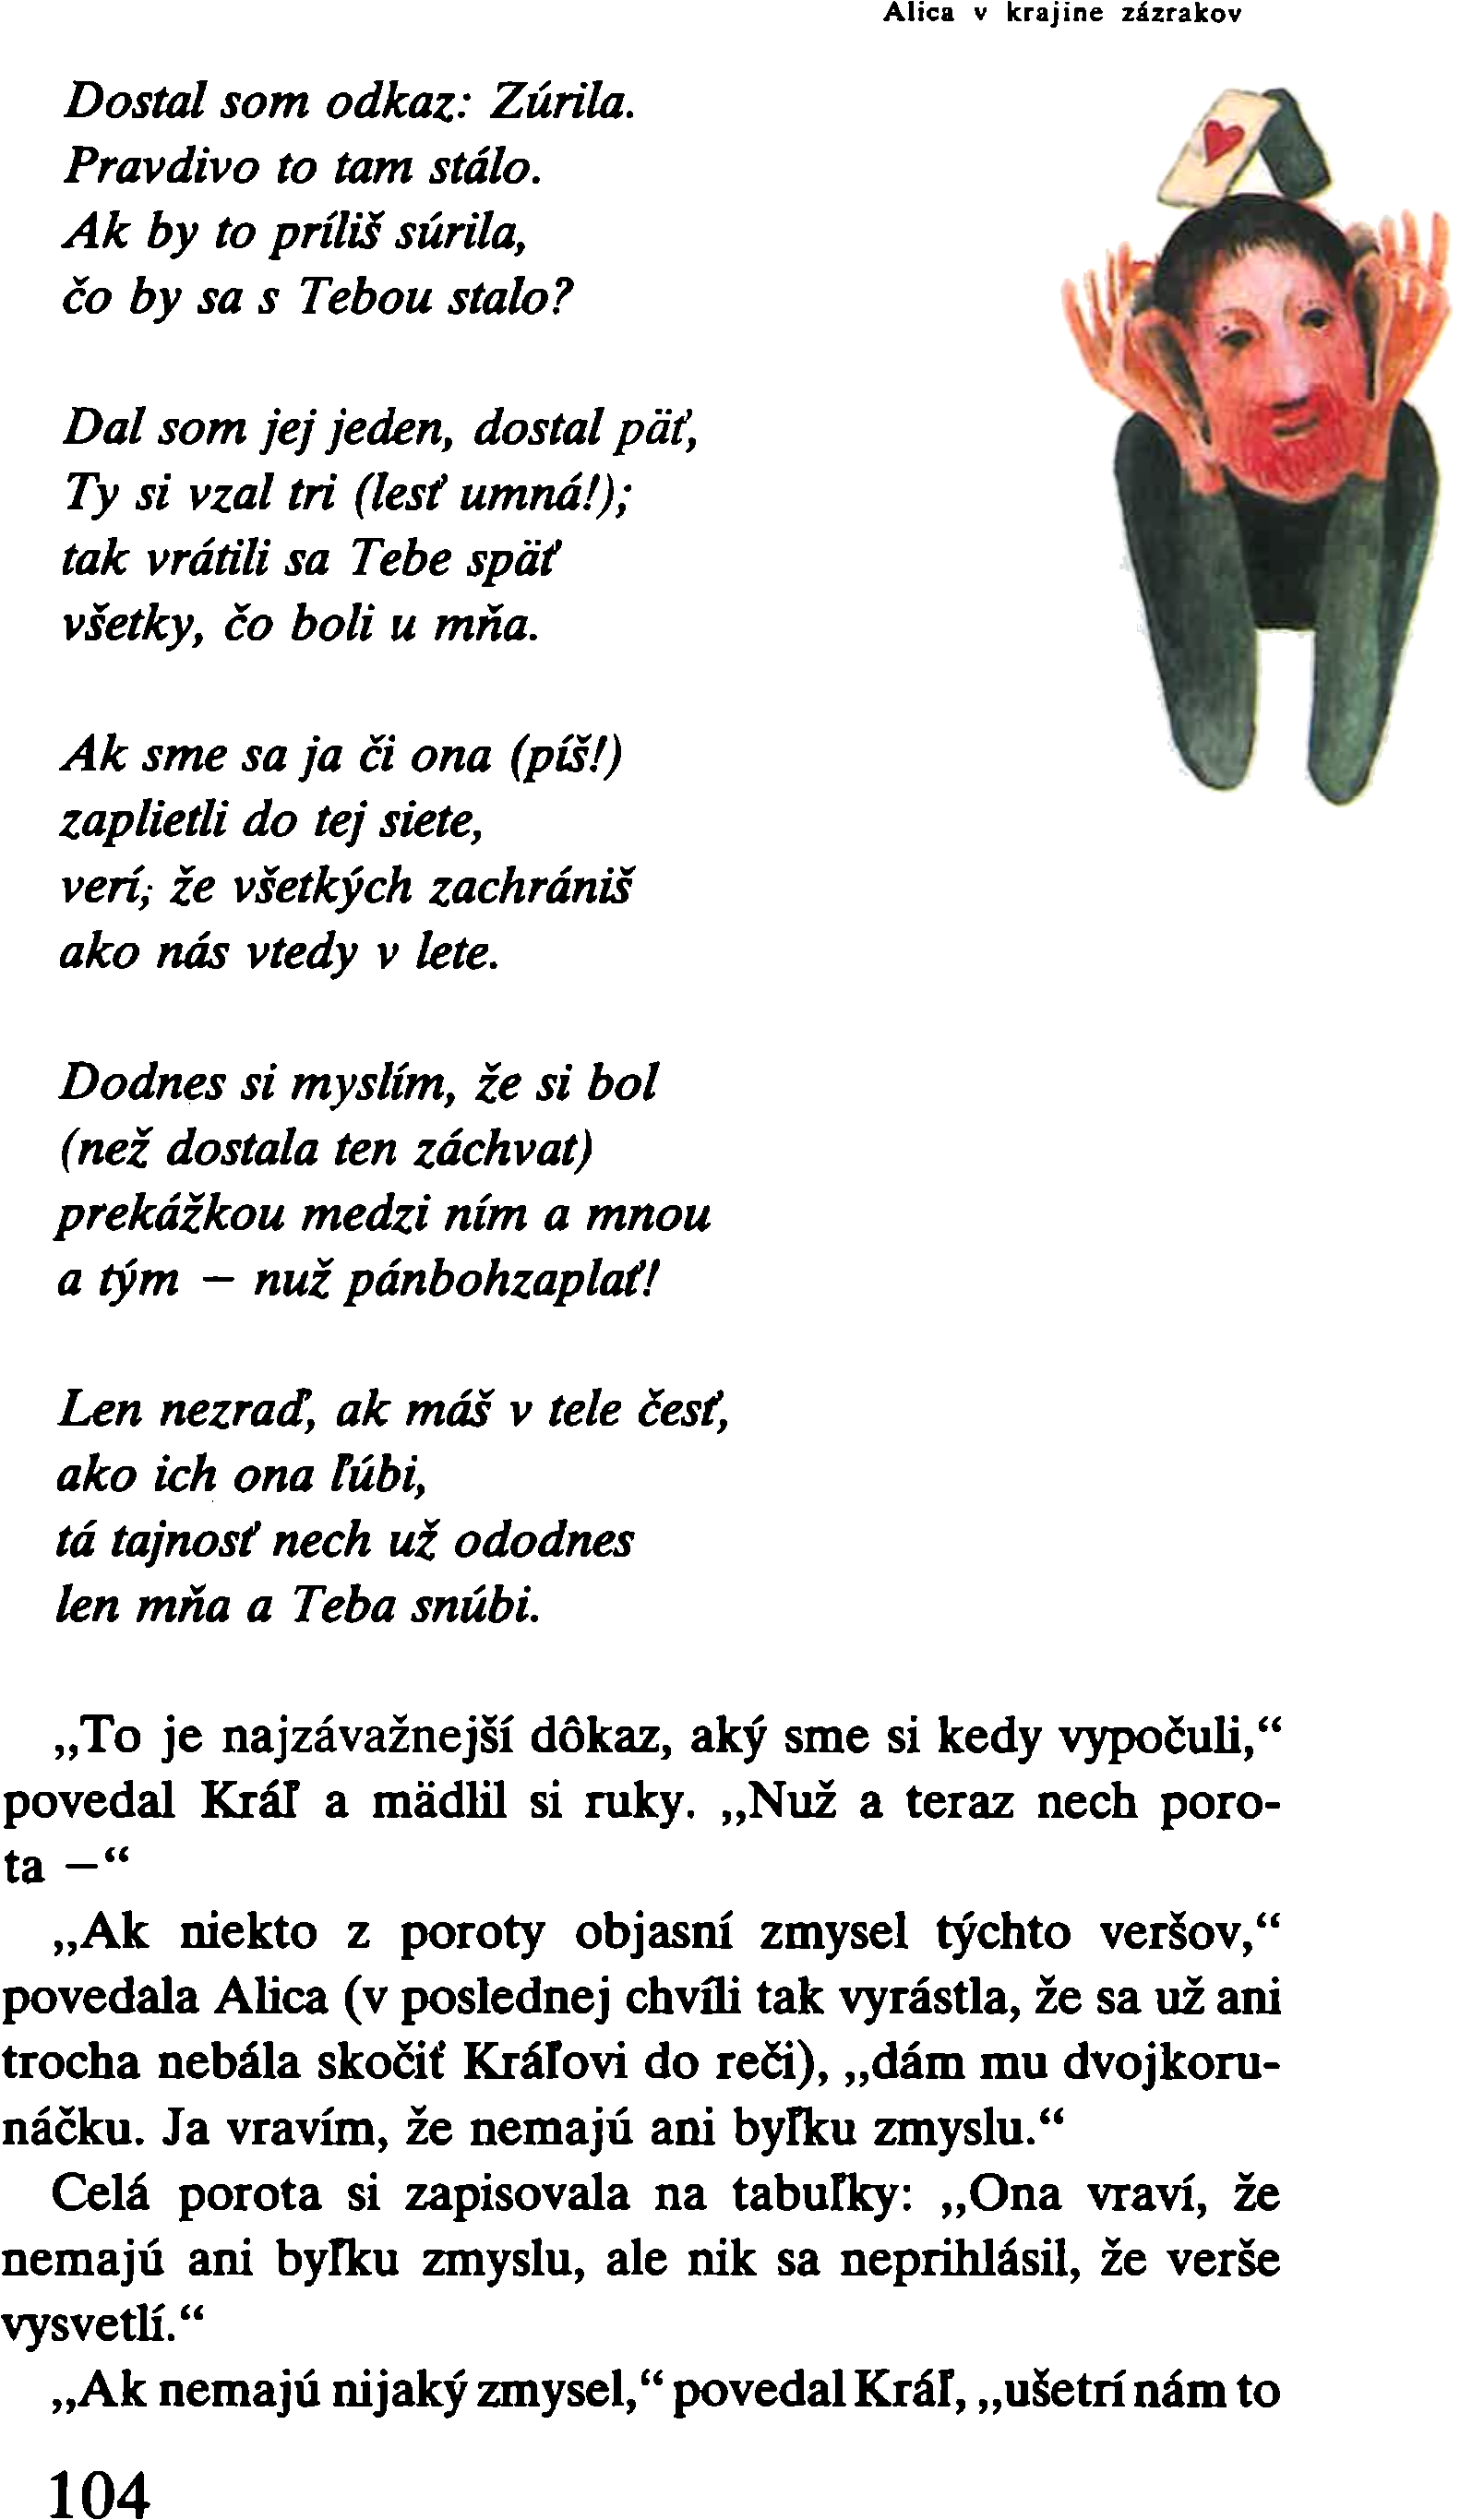 Alica v krajine zázrakov
Dostal som odkaz: Zúrila.
Pravdivo to tam stálo.
Ak by to príliš súrila,
čo by sa s Tebou stalo?
Dal som jej jeden, dostal päť,
Ty si vzal tri (lesť umná!);
tak vrátili sa Tebe späť
všetky, čo boli u mňa.
Ak sme sa ja či ona (píš!)
zaplietli do tej siete,
verí, že všetkých zachrániš
ako nás vtedy v lete.
Dodnes si myslím, že si bol
(než dostala ten záchvat)
prekážkou medzi ním a mnou
a tým — nuž pánbohzaplať!
Len nezraď, ak máš v tele česť,
ako ich ona ľúbi,
tá tajnosť nech už ododnes
len mňa a Teba snúbi.
„To je najzávažnejší dôkaz, aký sme si kedy vypočuli,“
povedal Kráľ a mädlil si ruky. „Nuž a teraz nech poro-
ta —“
„Ak niekto z poroty objasní zmysel týchto veršov,“
povedala Alica (v poslednej chvíli tak vyrástla, že sa už ani
trocha nebála skočiť Kráľovi do reči), „dám mu dvojkoru-
náčku. Ja vravím, že nemajú ani byľku zmyslu.“
Celá porota si zapisovala na tabuľky: „Ona vraví, že
nemajú ani byľku zmyslu, ale nik sa neprihlásil, že verše
vysvetlí.“
„Ak nemajú nijaký zmysel,“ povedal Kráľ, „ušetrí nám to
104